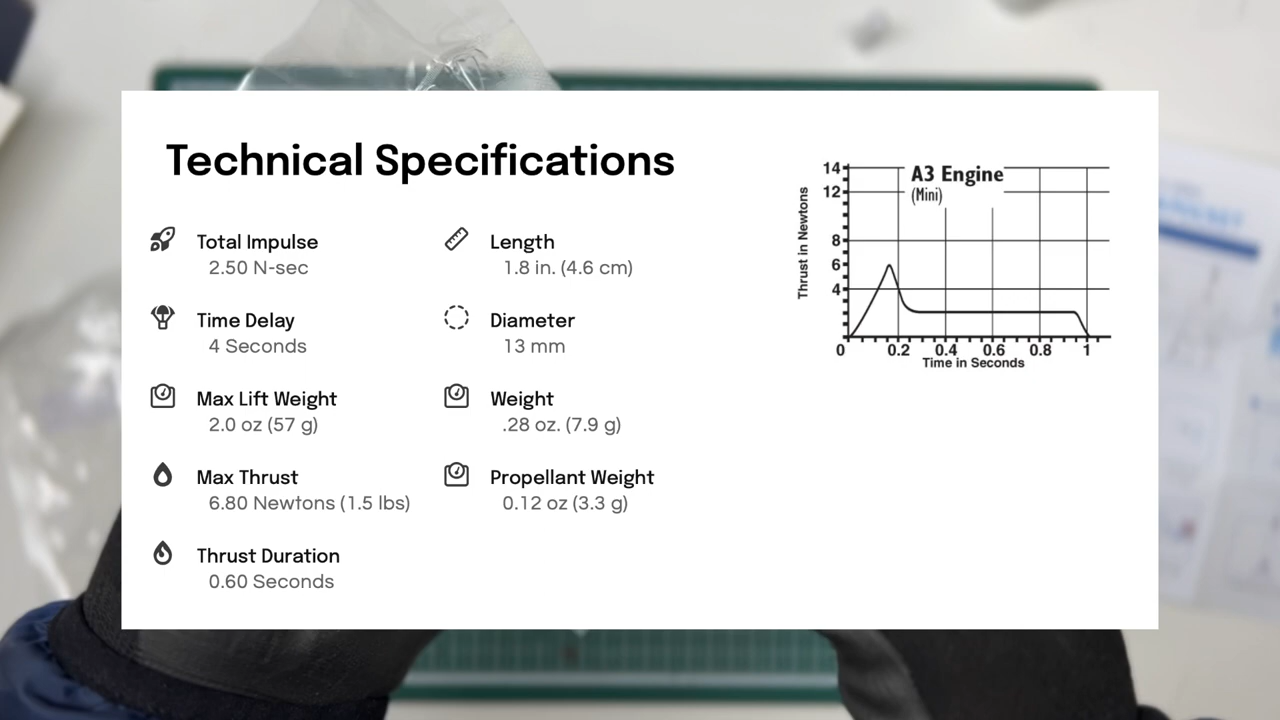 Technical Specifications
Total Impulse
2.50 N-sec
Time Delay
4 Seconds
Max Lift Weight
2.0 oz (57 g)
Max Thrust
6.80 Newtons (1.5 lbs)
Thrust Duration
0.60 Seconds
Length
1.8 in. (4.6 cm)
Diameter
13 mm
Weight
.28 oz. (7.9 g)
Propellant Weight
0.12 oz (3.3 g)
A3 Engine
(Mini)
Thrust in Newtons
14
12
8
6
4
0 0.2 0.4 0.6 0.8 1
Time in Seconds